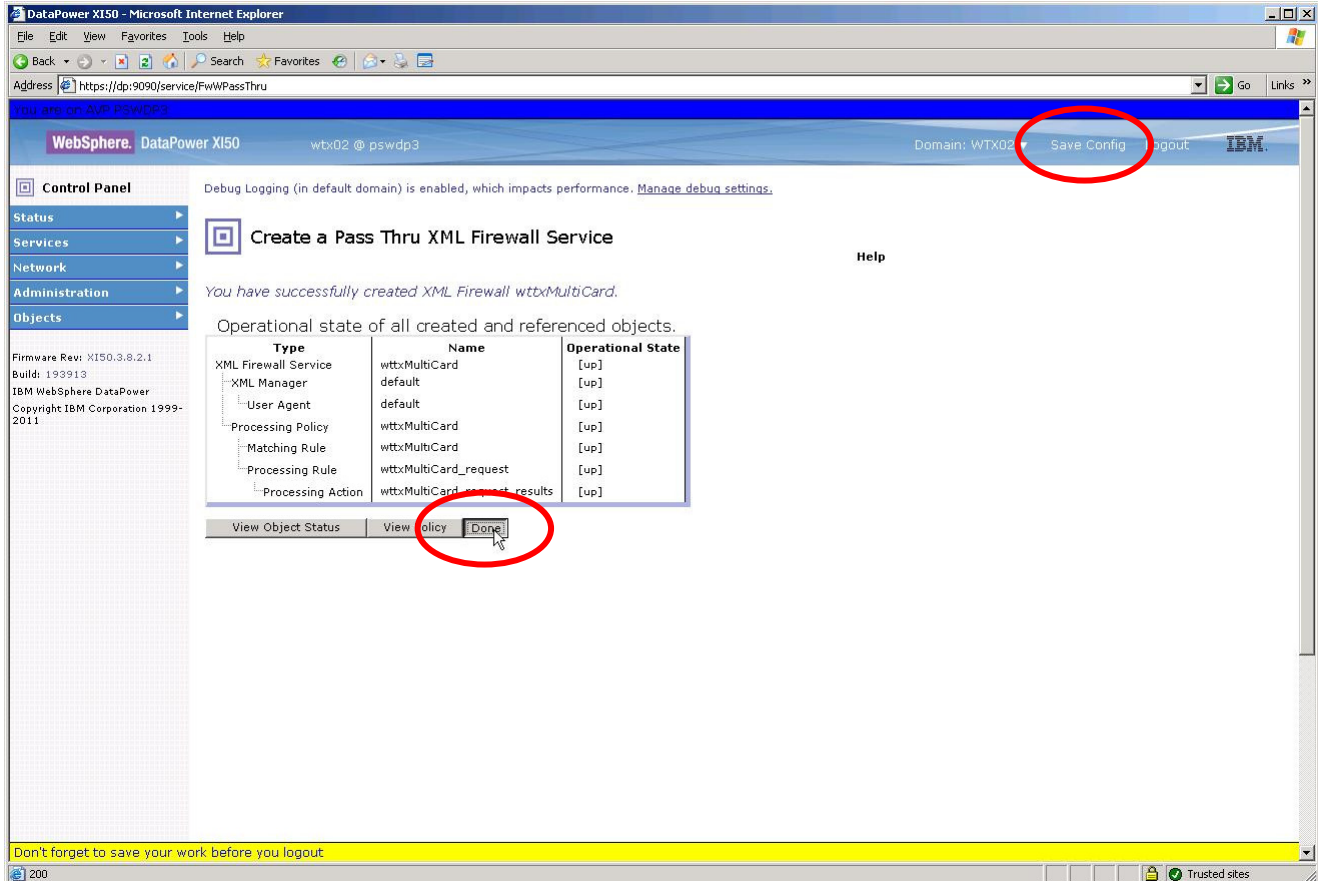 DataPower XI50 - Microsoft Internet Explorer
File Edit View Favorites Tools Help
Back Search Favorites
Address https://dp:9090/service/FwWPassThru Go Links »
You are on AVP PSWDP3
WebSphere. DataPower XI50 wtx02 @ pswdp3 Domain: WTX02 Save Config Logout IBM.
Control Panel
Debug Logging (in default domain) is enabled, which impacts performance. Manage debug settings.
Status
Services
Network
Administration
Objects
Firmware Rev: XI50.3.8.2.1
Build: 193913
IBM WebSphere DataPower
Copyright IBM Corporation 1999-
2011
Create a Pass Thru XML Firewall Service
Help
You have successfully created XML Firewall wttxMultiCard.
Operational state of all created and referenced objects.
Type Name Operational State
XML Firewall Service wttxMultiCard [up]
XML Manager default [up]
User Agent default [up]
Processing Policy wttxMultiCard [up]
Matching Rule wttxMultiCard [up]
Processing Rule wttxMultiCard_request [up]
Processing Action wttxMultiCard_request_results [up]
View Object Status View Policy Done
Don't forget to save your work before you logout
200 Trusted sites